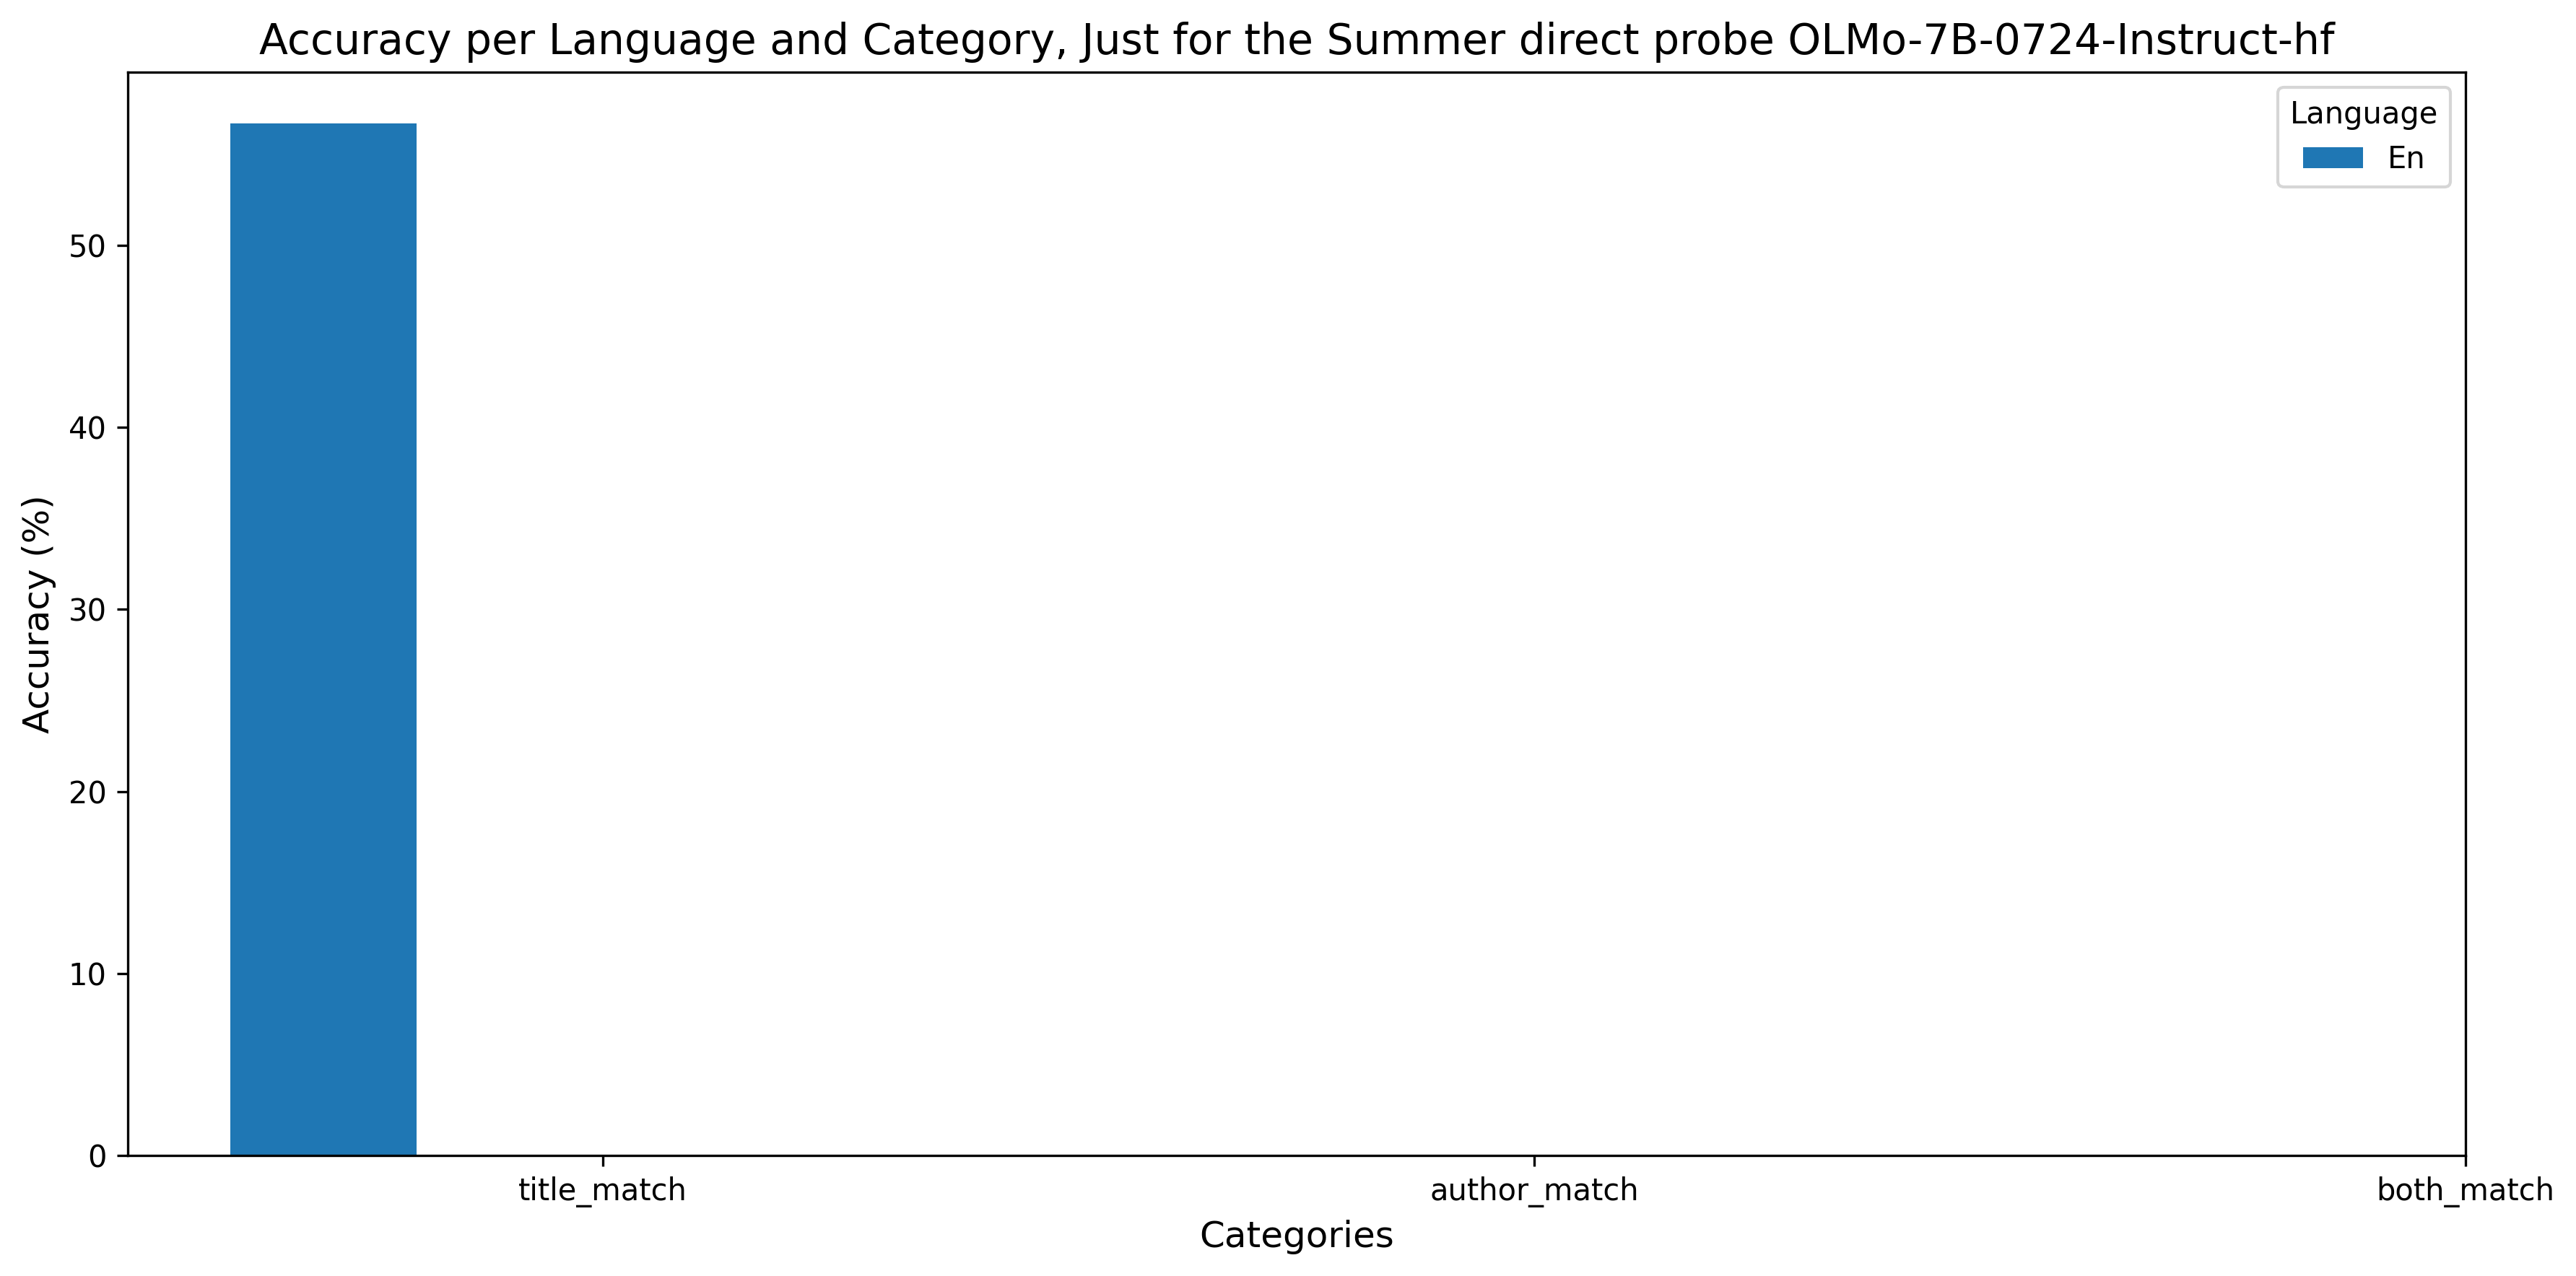 Accuracy per Language and Category, Just for the Summer direct probe OLMo-7B-0724-Instruct-hf
Language
En
Accuracy (%)
50
40
30
20
10
0
title_match author_match both_match
Categories